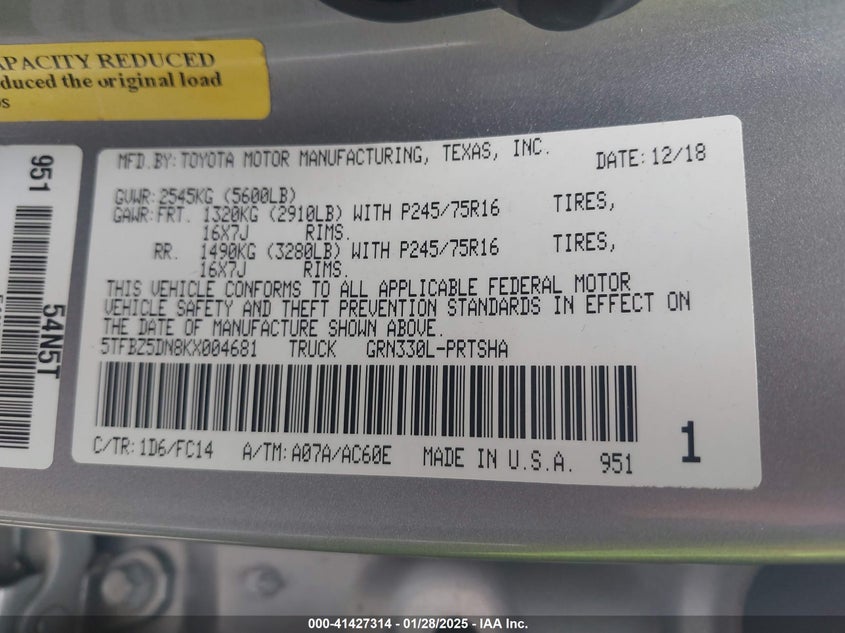 APACITY REDUCED
duced the original load
os
951
54N5T
MFD.BY:TOYOTA MOTOR MANUFACTURING, TEXAS, INC. DATE:12/18
GVWR:2545KG (5600LB)
GAWR:FRT. 1320KG (2910LB) WITH P245/75R16 TIRES,
16X7J RIMS.
RR. 1490KG (3280LB) WITH P245/75R16 TIRES,
16X7J RIMS.
THIS VEHICLE CONFORMS TO ALL APPLICABLE FEDERAL MOTOR
VEHICLE SAFETY AND THEFT PREVENTION STANDARDS IN EFFECT ON
THE DATE OF MANUFACTURE SHOWN ABOVE.
5TFBZ5DN8KX004681 TRUCK GRN330L-PRTSHA
C/TR:1D6/FC14 A/TM:A07A/AC60E MADE IN U.S.A. 951
1
000-41427314 - 01/28/2025 - IAA Inc.